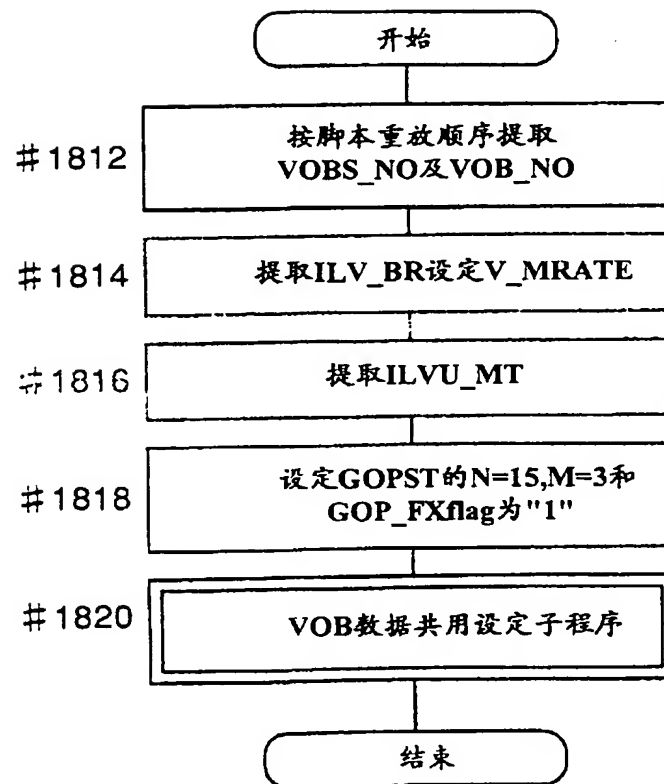 开始
#1812
按脚本重放顺序提取
VOBS_NO及VOB_NO
#1814
提取ILV_BR设定V_MRATE
#1816
提取ILVU_MT
#1818
设定GOPST的N=15,M=3和
GOP_FXflag为"1"
#1820
VOB数据共用设定子程序
结束